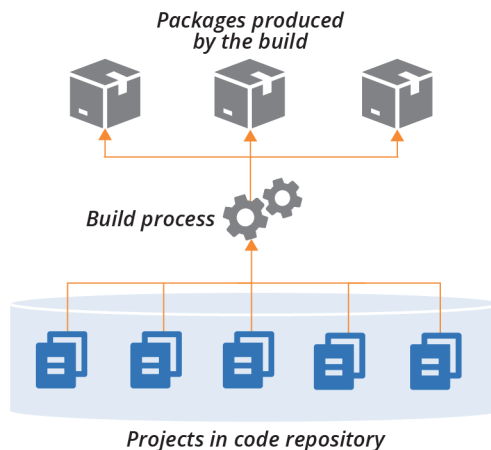 Packages produced
by the build
Build process
Projects in code repository